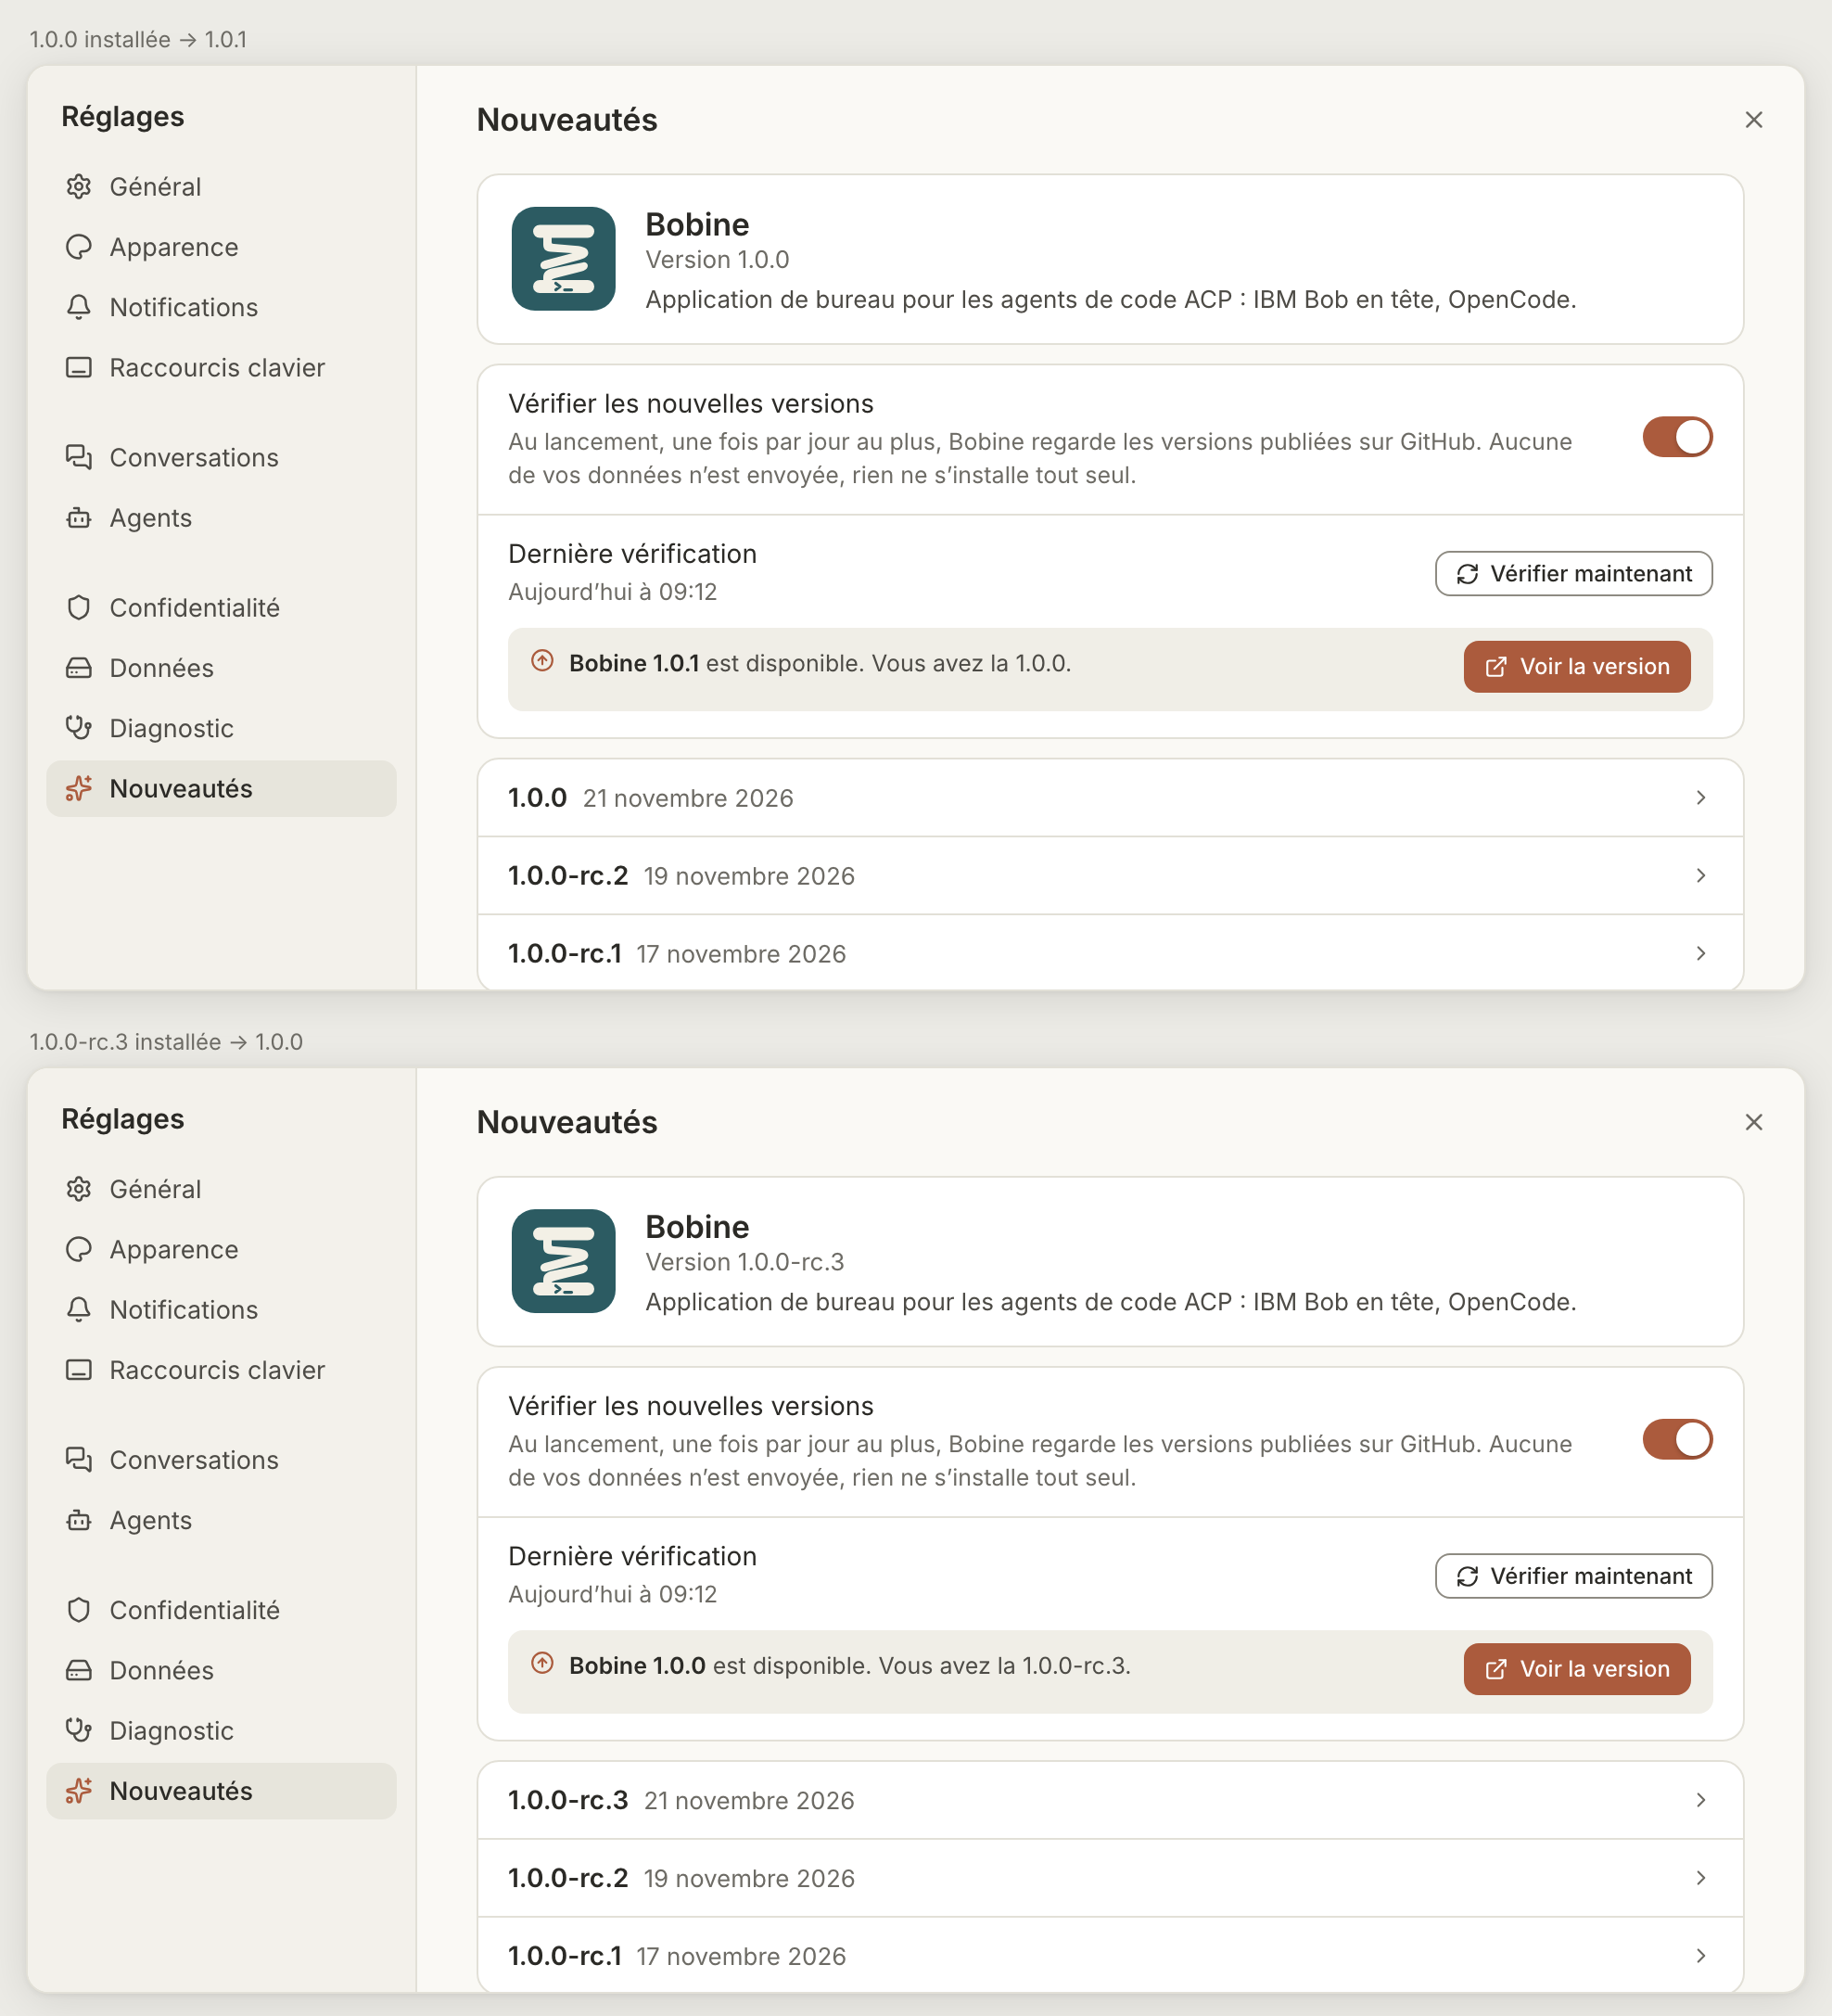 1.0.0 installée → 1.0.1
Réglages
Général
Apparence
Notifications
Raccourcis clavier
Conversations
Agents
Confidentialité
Données
Diagnostic
Nouveautés
Nouveautés
Bobine
Version 1.0.0
Application de bureau pour les agents de code ACP : IBM Bob en tête, OpenCode.
Vérifier les nouvelles versions
Au lancement, une fois par jour au plus, Bobine regarde les versions publiées sur GitHub. Aucune
de vos données n’est envoyée, rien ne s’installe tout seul.
Dernière vérification
Aujourd’hui à 09:12
Vérifier maintenant
Bobine 1.0.1 est disponible. Vous avez la 1.0.0.
Voir la version
1.0.0 21 novembre 2026
1.0.0-rc.2 19 novembre 2026
1.0.0-rc.1 17 novembre 2026
1.0.0-rc.3 installée → 1.0.0
Réglages
Général
Apparence
Notifications
Raccourcis clavier
Conversations
Agents
Confidentialité
Données
Diagnostic
Nouveautés
Nouveautés
Bobine
Version 1.0.0-rc.3
Application de bureau pour les agents de code ACP : IBM Bob en tête, OpenCode.
Vérifier les nouvelles versions
Au lancement, une fois par jour au plus, Bobine regarde les versions publiées sur GitHub. Aucune
de vos données n’est envoyée, rien ne s’installe tout seul.
Dernière vérification
Aujourd’hui à 09:12
Vérifier maintenant
Bobine 1.0.0 est disponible. Vous avez la 1.0.0-rc.3.
Voir la version
1.0.0-rc.3 21 novembre 2026
1.0.0-rc.2 19 novembre 2026
1.0.0-rc.1 17 novembre 2026